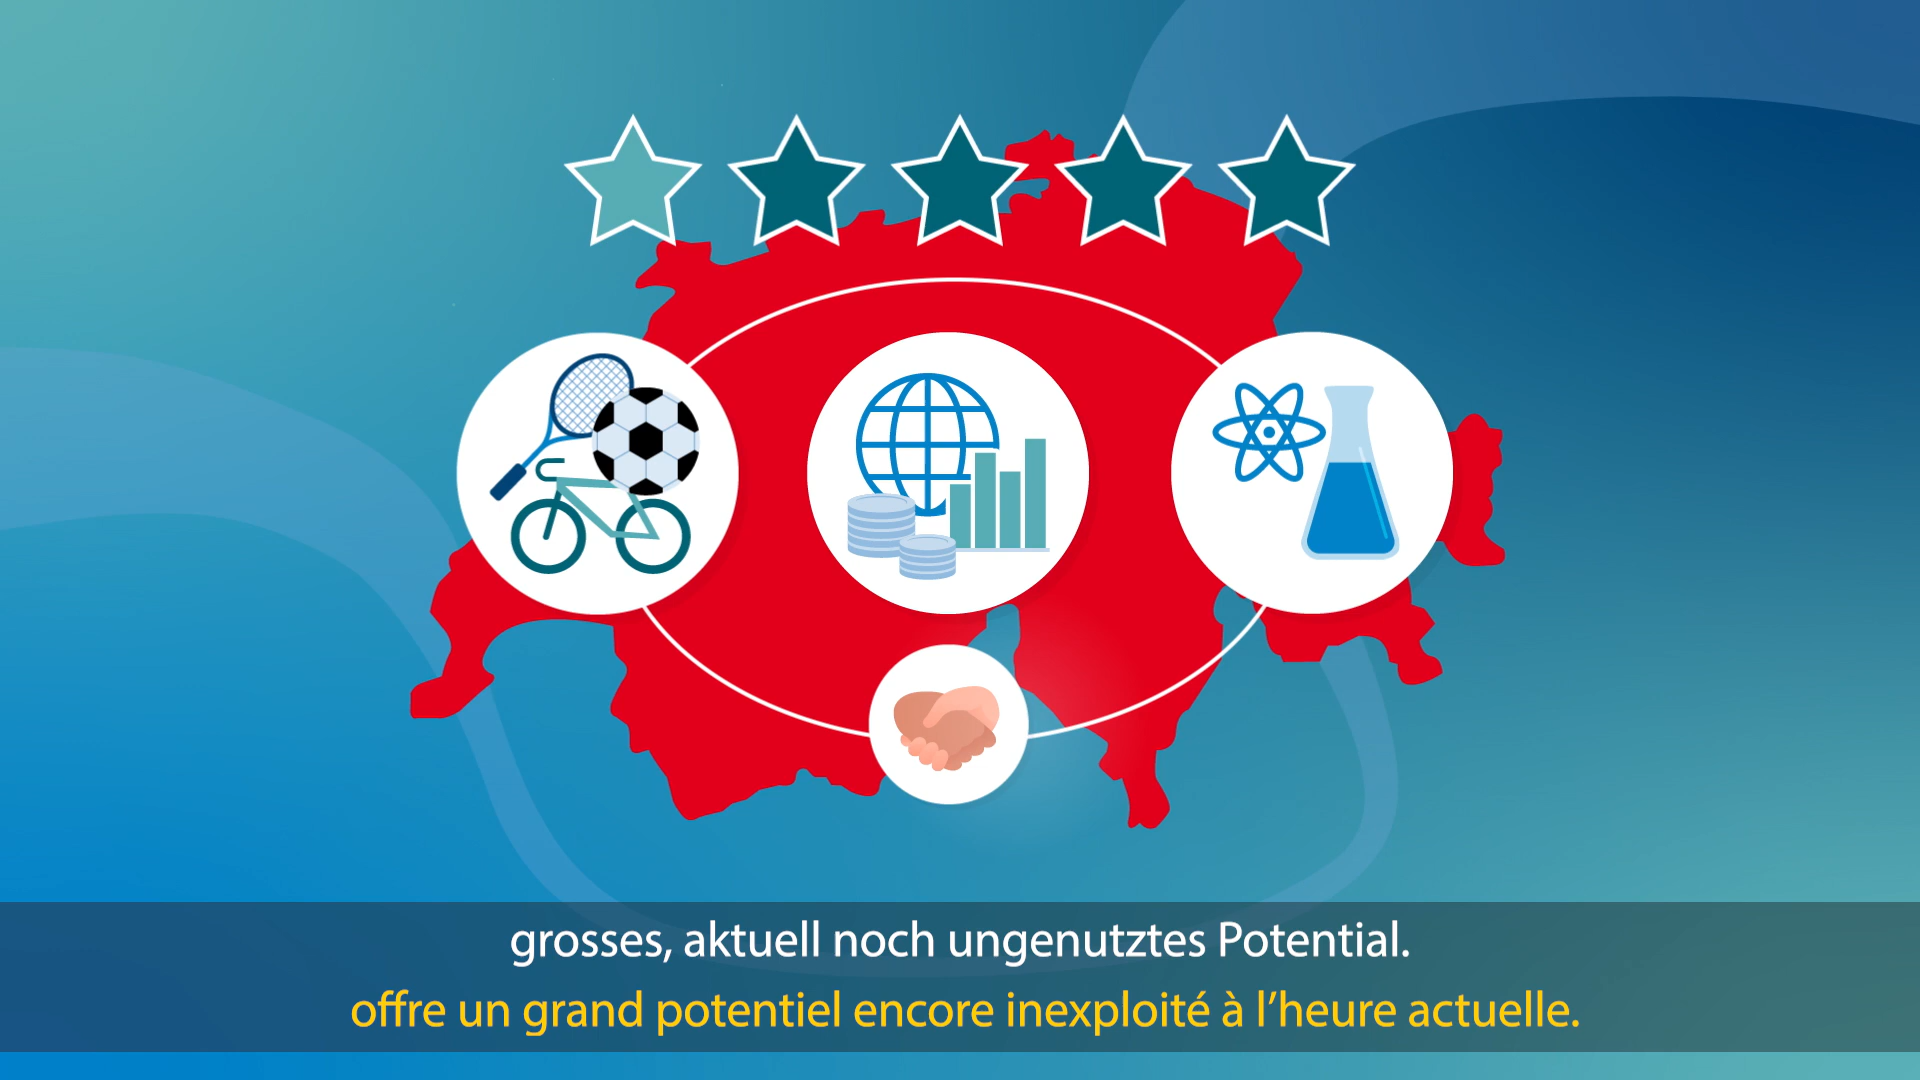 grosses, aktuell noch ungenutztes Potential.
offre un grand potentiel encore inexploité à l’heure actuelle.